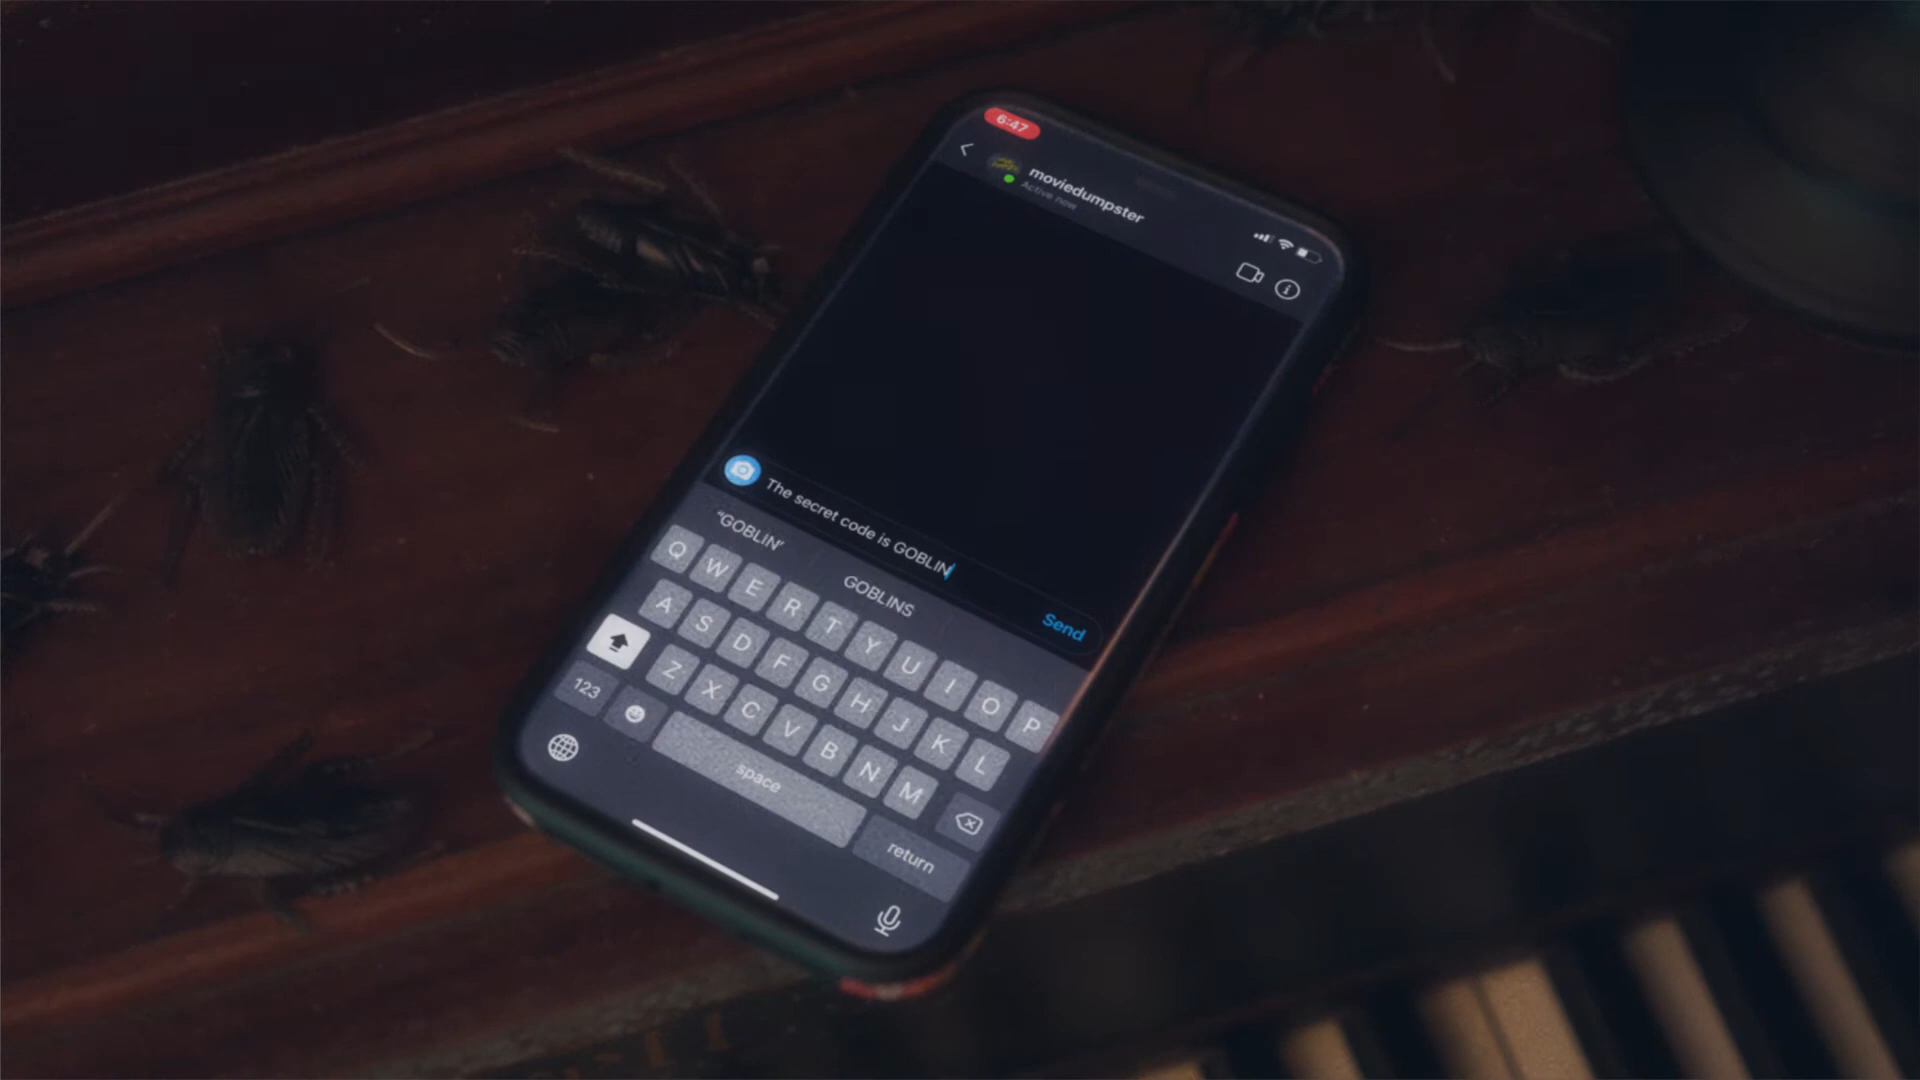 6:47
moviedumpster
Active now
The secret code is GOBLIN
Send
"GOBLIN"
GOBLINS
Q W E R T Y U I O P
A S D F G H J K L
Z X C V B N M
123
space
return